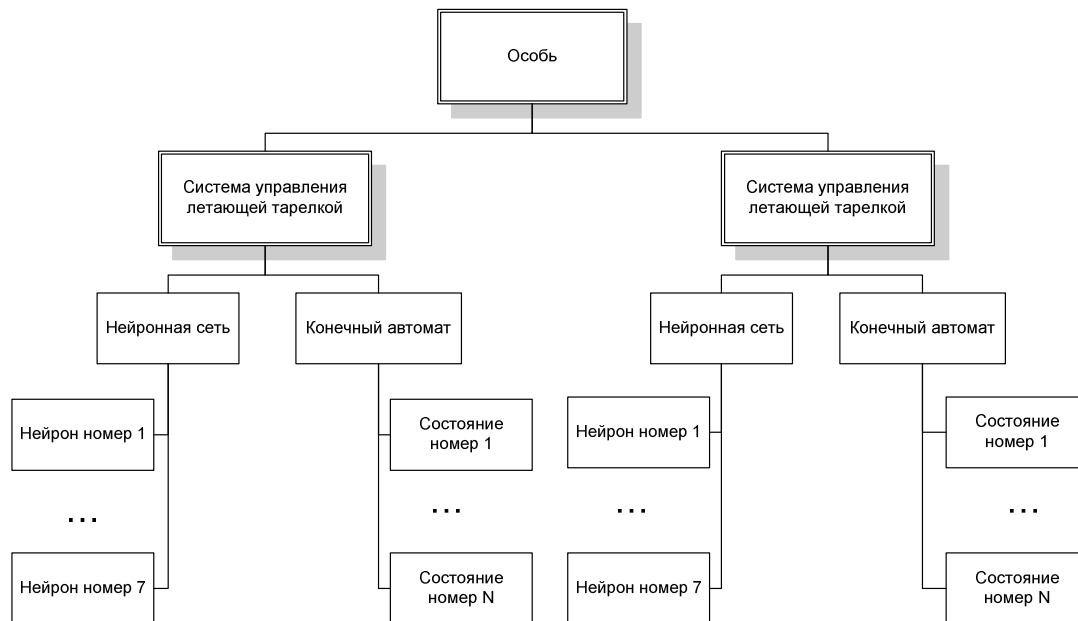 Особь
Система управления
летающей тарелкой
Система управления
летающей тарелкой
Нейронная сеть
Конечный автомат
Нейронная сеть
Конечный автомат
Нейрон номер 1
Состояние
номер 1
Нейрон номер 1
Состояние
номер 1
...
...
...
...
Нейрон номер 7
Состояние
номер N
Нейрон номер 7
Состояние
номер N